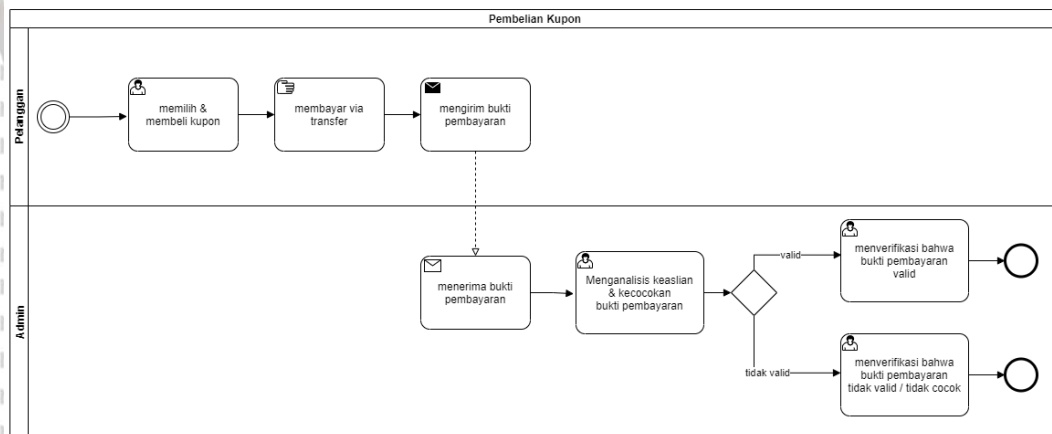 Pembelian Kupon
Pelanggan
memilih &
membeli kupon
membayar via
transfer
mengirim bukti
pembayaran
Admin
menerima bukti
pembayaran
Menganalisis keaslian
& kecocokan
bukti pembayaran
valid
menverifikasi bahwa
bukti pembayaran
valid
tidak valid
menverifikasi bahwa
bukti pembayaran
tidak valid / tidak cocok